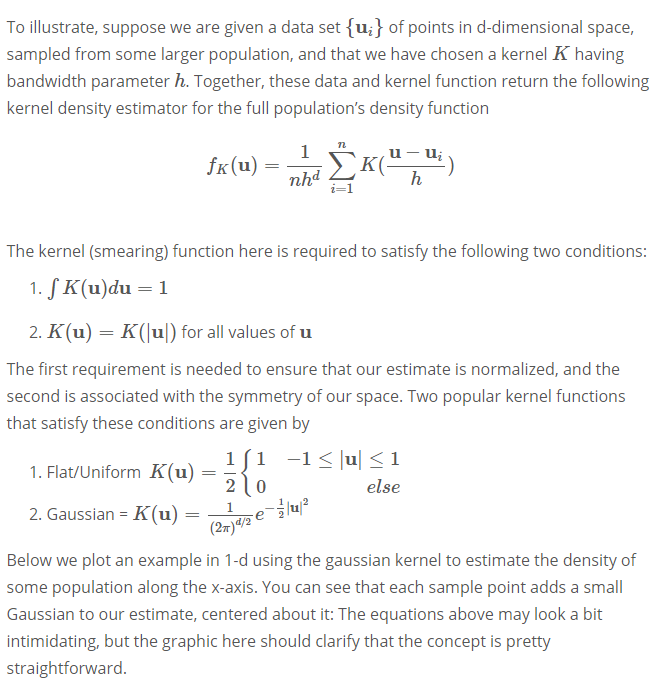 To illustrate, suppose we are given a data set {𝐮ᵢ} of points in d-dimensional space,
sampled from some larger population, and that we have chosen a kernel K having
bandwidth parameter h. Together, these data and kernel function return the following
kernel density estimator for the full population's density function
f_K(𝐮) = \frac{1}{nh^d} \sum_{i=1}^{n} K(\frac{𝐮 − 𝐮_i}{h})
The kernel (smearing) function here is required to satisfy the following two conditions:
1. ∫ K(𝐮)d𝐮 = 1
2. K(𝐮) = K(|𝐮|) for all values of 𝐮
The first requirement is needed to ensure that our estimate is normalized, and the
second is associated with the symmetry of our space. Two popular kernel functions
that satisfy these conditions are given by
1. Flat/Uniform K(𝐮) = \frac{1}{2} { 1 −1 ≤ |𝐮| ≤ 1
0 else
2. Gaussian = K(𝐮) = \frac{1}{(2π)^{d/2}} e^{−\frac{1}{2}|𝐮|^2}
Below we plot an example in 1-d using the gaussian kernel to estimate the density of
some population along the x-axis. You can see that each sample point adds a small
Gaussian to our estimate, centered about it: The equations above may look a bit
intimidating, but the graphic here should clarify that the concept is pretty
straightforward.